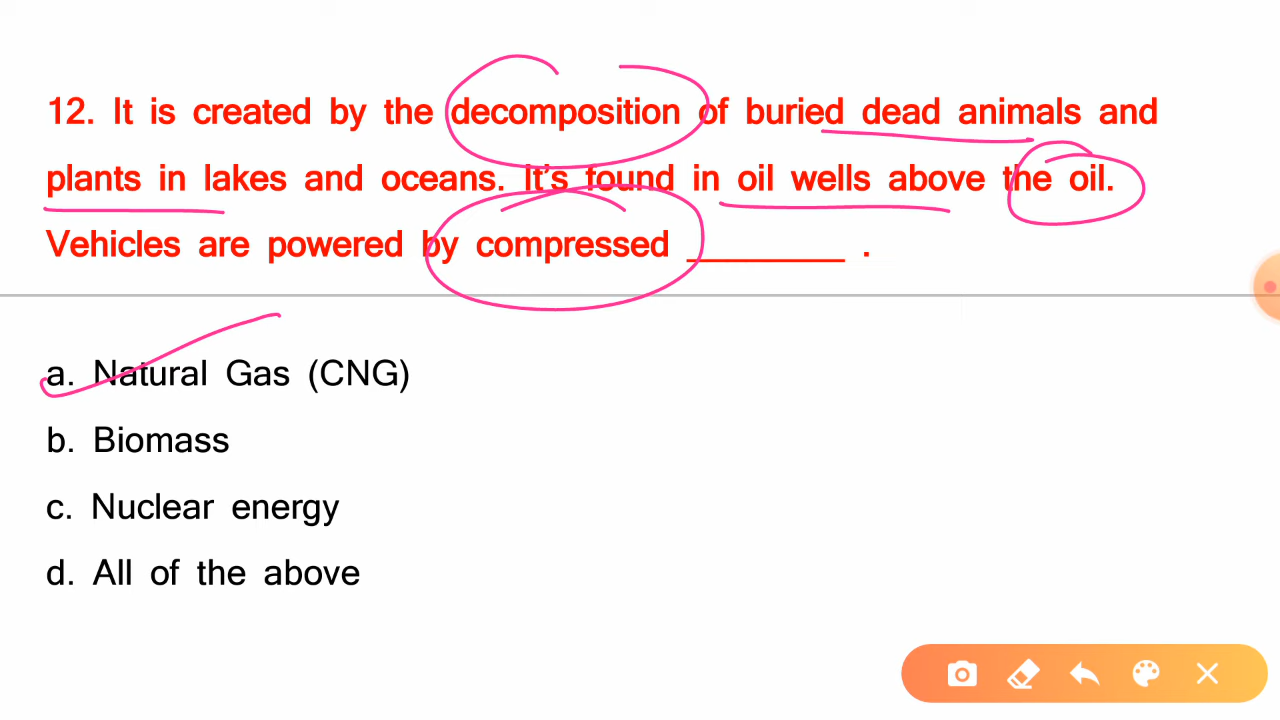 12. It is created by the decomposition of buried dead animals and
plants in lakes and oceans. It's found in oil wells above the oil.
Vehicles are powered by compressed _________ .
a. Natural Gas (CNG)
b. Biomass
c. Nuclear energy
d. All of the above